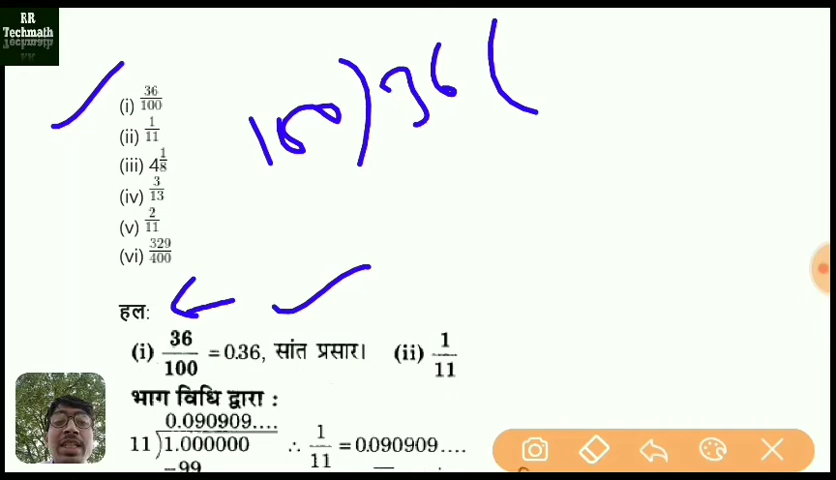 RR
Techmath
100)36(
(i) 36/100
(ii) 1/11
(iii) 4 1/8
(iv) 3/13
(v) 2/11
(vi) 329/400
हल:
(i) 36/100 = 0.36, सांत प्रसार। (ii) 1/11
भाग विधि द्वारा :
0.090909....
11)1.000000 ∴ 1/11 = 0.090909....
-99